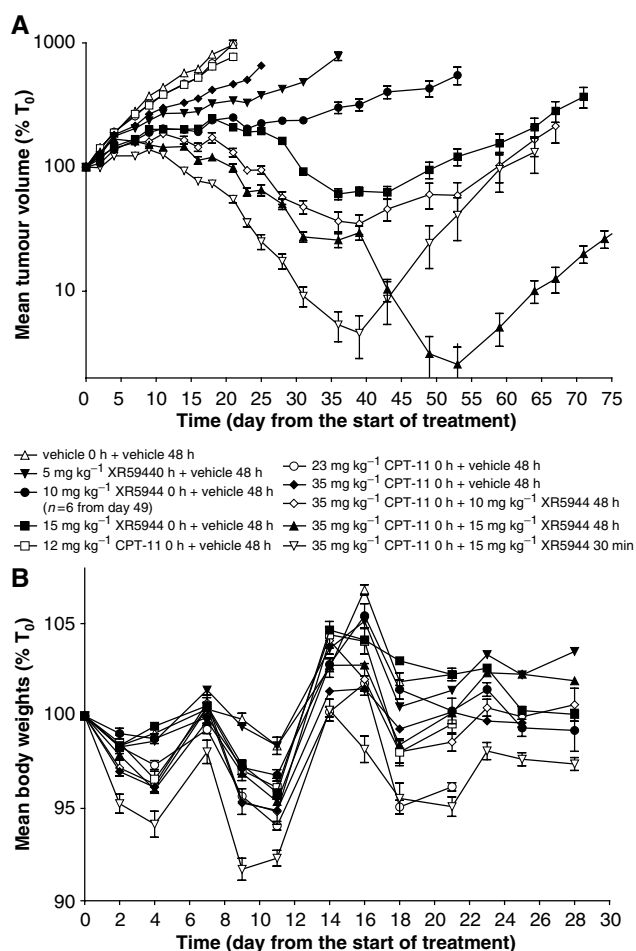 A
1000
100
10
Mean tumour volume (% T₀)
0 5 10 15 20 25 30 35 40 45 50 55 60 65 70 75
Time (day from the start of treatment)
vehicle 0 h + vehicle 48 h
5 mg kg⁻¹ XR59440 h + vehicle 48 h
10 mg kg⁻¹ XR5944 0 h + vehicle 48 h
(n=6 from day 49)
15 mg kg⁻¹ XR5944 0 h + vehicle 48 h
12 mg kg⁻¹ CPT-11 0 h + vehicle 48 h
23 mg kg⁻¹ CPT-11 0 h + vehicle 48 h
35 mg kg⁻¹ CPT-11 0 h + vehicle 48 h
35 mg kg⁻¹ CPT-11 0 h + 10 mg kg⁻¹ XR5944 48 h
35 mg kg⁻¹ CPT-11 0 h + 15 mg kg⁻¹ XR5944 48 h
35 mg kg⁻¹ CPT-11 0 h + 15 mg kg⁻¹ XR5944 30 min
B
105
100
95
90
Mean body weights (% T₀)
0 2 4 6 8 10 12 14 16 18 20 22 24 26 28 30
Time (day from the start of treatment)